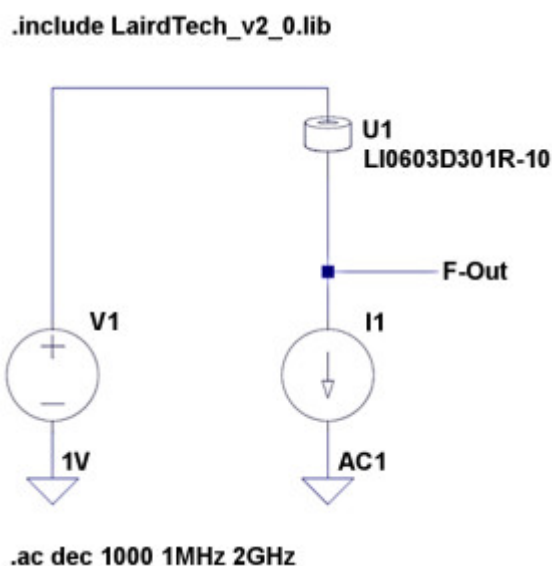 .include LairdTech_v2_0.lib
U1
LI0603D301R-10
F-Out
V1
I1
1V
AC1
.ac dec 1000 1MHz 2GHz